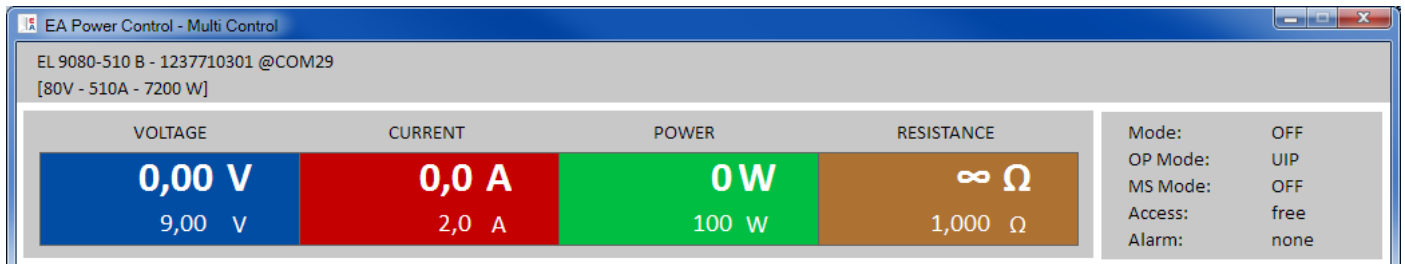 EA Power Control - Multi Control
EL 9080-510 B - 1237710301 @COM29
[80V - 510A - 7200 W]
VOLTAGE CURRENT POWER RESISTANCE
0,00 V 0,0 A 0 W ∞ Ω
9,00 V 2,0 A 100 W 1,000 Ω
Mode: OFF
OP Mode: UIP
MS Mode: OFF
Access: free
Alarm: none